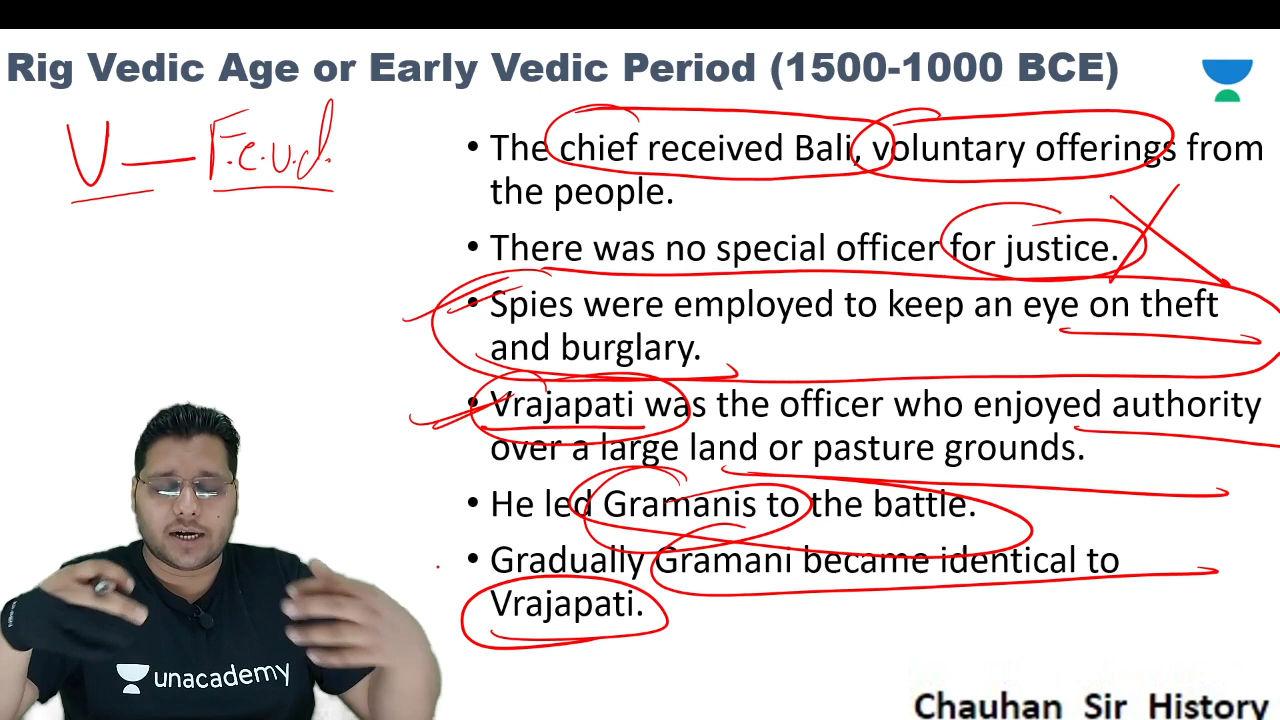 Rig Vedic Age or Early Vedic Period (1500-1000 BCE)
V — F.e.u.d.
• The chief received Bali, voluntary offerings from
the people.
• There was no special officer for justice.
• Spies were employed to keep an eye on theft
and burglary.
• Vrajapati was the officer who enjoyed authority
over a large land or pasture grounds.
• He led Gramanis to the battle.
• Gradually Gramani became identical to
Vrajapati.
unacademy
Chauhan Sir History